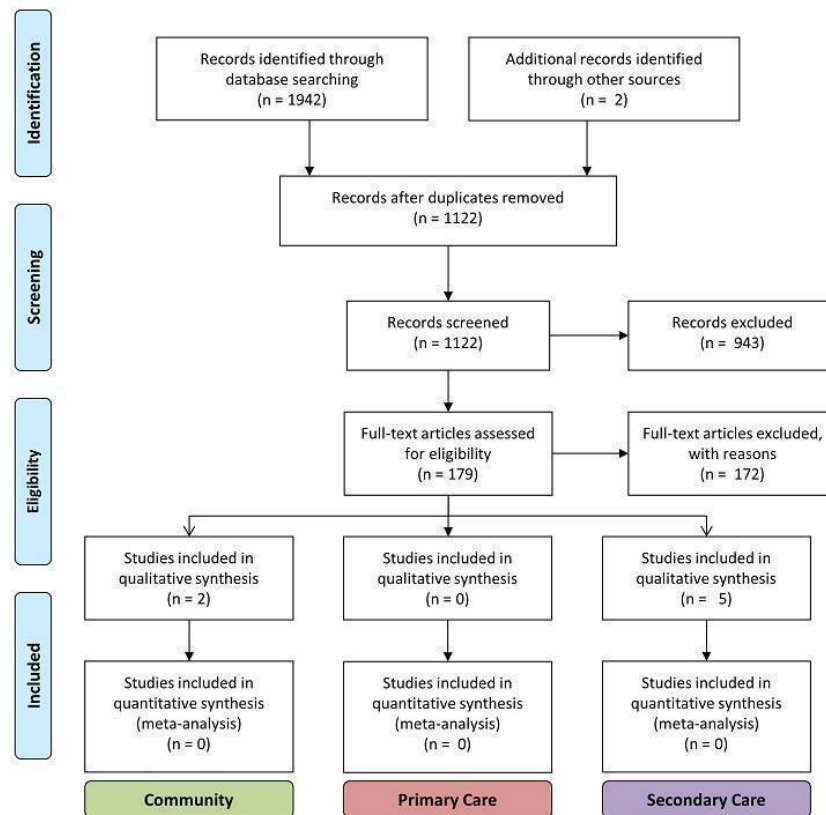 Identification
Records identified through
database searching
(n = 1942)
Additional records identified
through other sources
(n = 2)
Records after duplicates removed
(n = 1122)
Screening
Records screened
(n = 1122)
Records excluded
(n = 943)
Eligibility
Full-text articles assessed
for eligibility
(n = 179)
Full-text articles excluded,
with reasons
(n = 172)
Studies included in
qualitative synthesis
(n = 2)
Studies included in
qualitative synthesis
(n = 0)
Studies included in
qualitative synthesis
(n = 5)
Included
Studies included in
quantitative synthesis
(meta-analysis)
(n = 0)
Studies included in
quantitative synthesis
(meta-analysis)
(n = 0)
Studies included in
quantitative synthesis
(meta-analysis)
(n = 0)
Community
Primary Care
Secondary Care